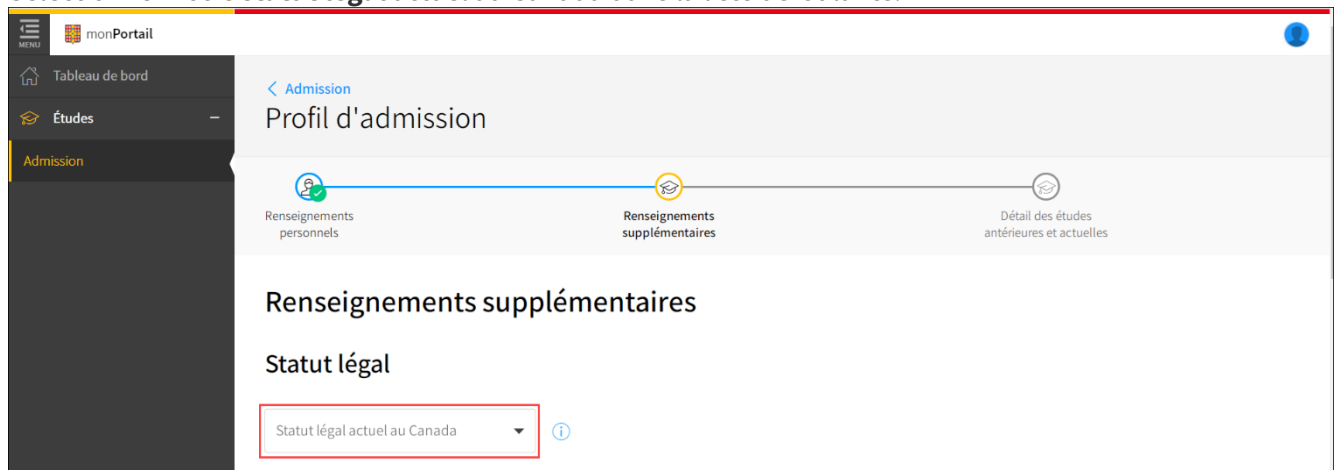 MENU
monPortail
Tableau de bord
Études
Admission
Admission
Profil d'admission
Renseignements
personnels
Renseignements
supplémentaires
Détail des études
antérieures et actuelles
Renseignements supplémentaires
Statut légal
Statut légal actuel au Canada